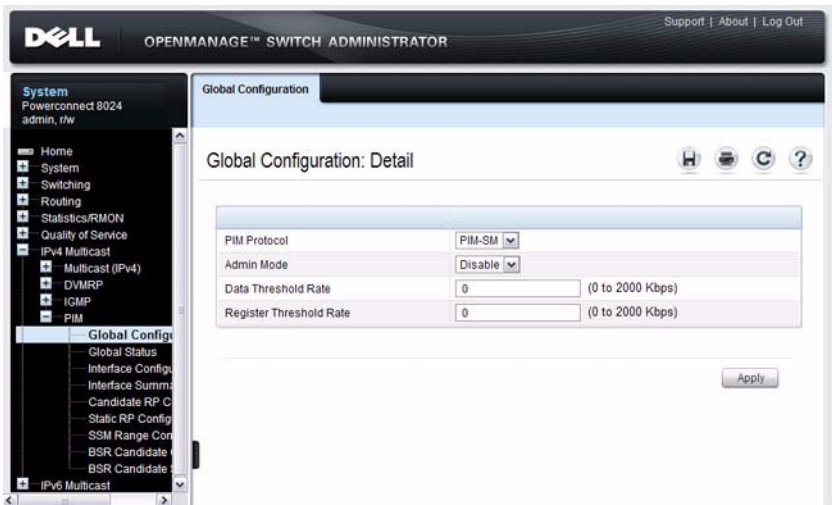 Support | About | Log Out
DELL
OPENMANAGE™ SWITCH ADMINISTRATOR
System
Powerconnect 8024
admin, r/w
Global Configuration
Home
System
Switching
Routing
Statistics/RMON
Quality of Service
IPv4 Multicast
Multicast (IPv4)
DVMRP
IGMP
PIM
Global Configu
Global Status
Interface Configu
Interface Summa
Candidate RP C
Static RP Config
SSM Range Con
BSR Candidate
BSR Candidate
IPv6 Multicast
Global Configuration: Detail
PIM Protocol PIM-SM
Admin Mode Disable
Data Threshold Rate 0 (0 to 2000 Kbps)
Register Threshold Rate 0 (0 to 2000 Kbps)
Apply